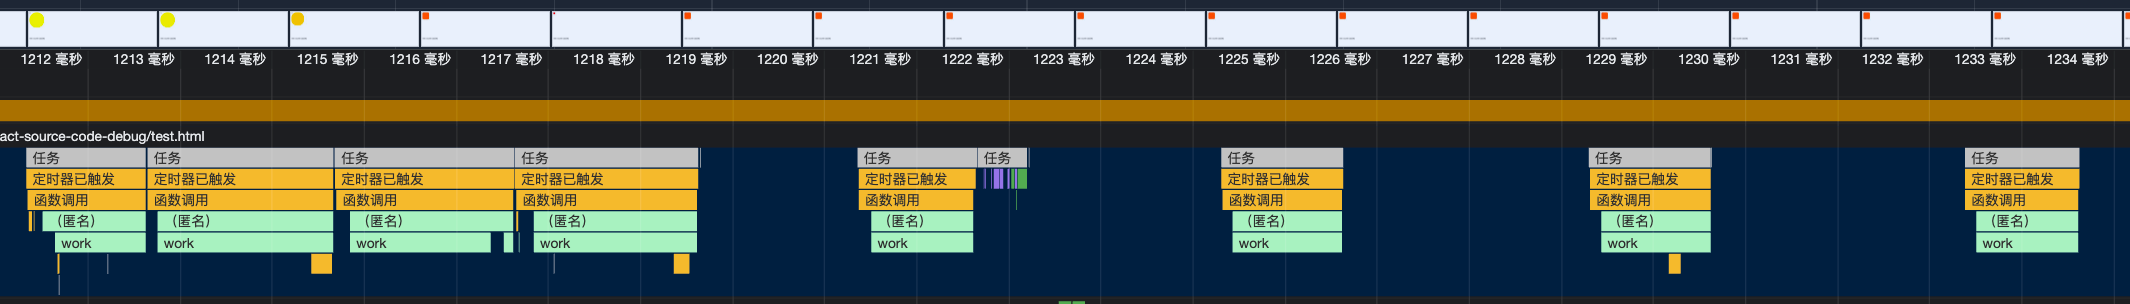 1212 毫秒 1213 毫秒 1214 毫秒 1215 毫秒 1216 毫秒 1217 毫秒 1218 毫秒 1219 毫秒 1220 毫秒 1221 毫秒 1222 毫秒 1223 毫秒 1224 毫秒 1225 毫秒 1226 毫秒 1227 毫秒 1228 毫秒 1229 毫秒 1230 毫秒 1231 毫秒 1232 毫秒 1233 毫秒 1234 毫秒
act-source-code-debug/test.html
任务 任务 任务 任务 任务 任务 任务 任务 任务
定时器已触发 定时器已触发 定时器已触发 定时器已触发 定时器已触发 定时器已触发 定时器已触发 定时器已触发
函数调用 函数调用 函数调用 函数调用 函数调用 函数调用 函数调用 函数调用
（匿名） （匿名） （匿名） （匿名） （匿名） （匿名） （匿名） （匿名）
work work work work work work work work